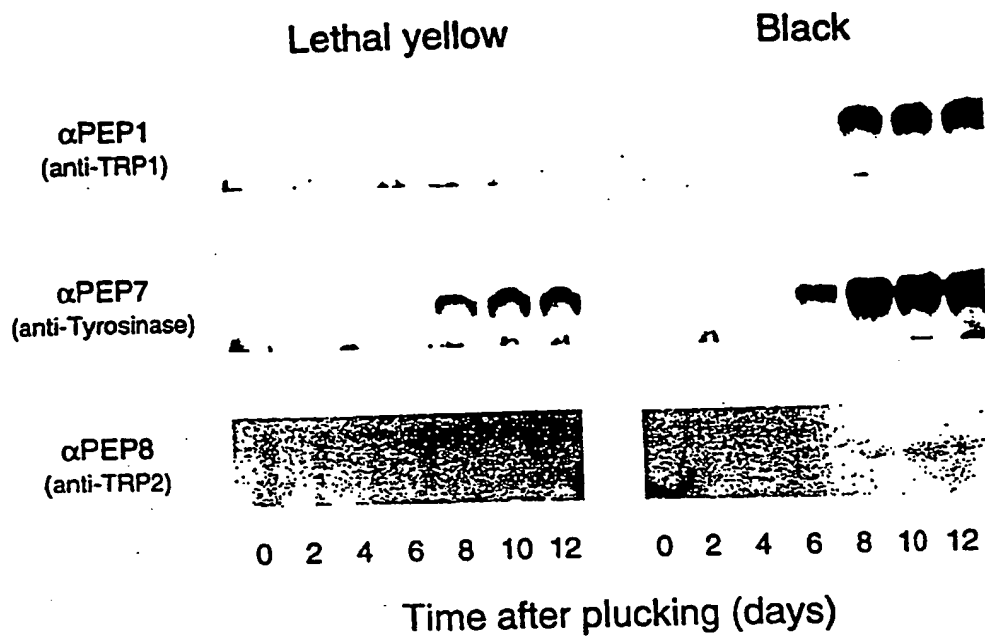 Lethal yellow
Black
αPEP1
(anti-TRP1)
αPEP7
(anti-Tyrosinase)
αPEP8
(anti-TRP2)
0 2 4 6 8 10 12
0 2 4 6 8 10 12
Time after plucking (days)